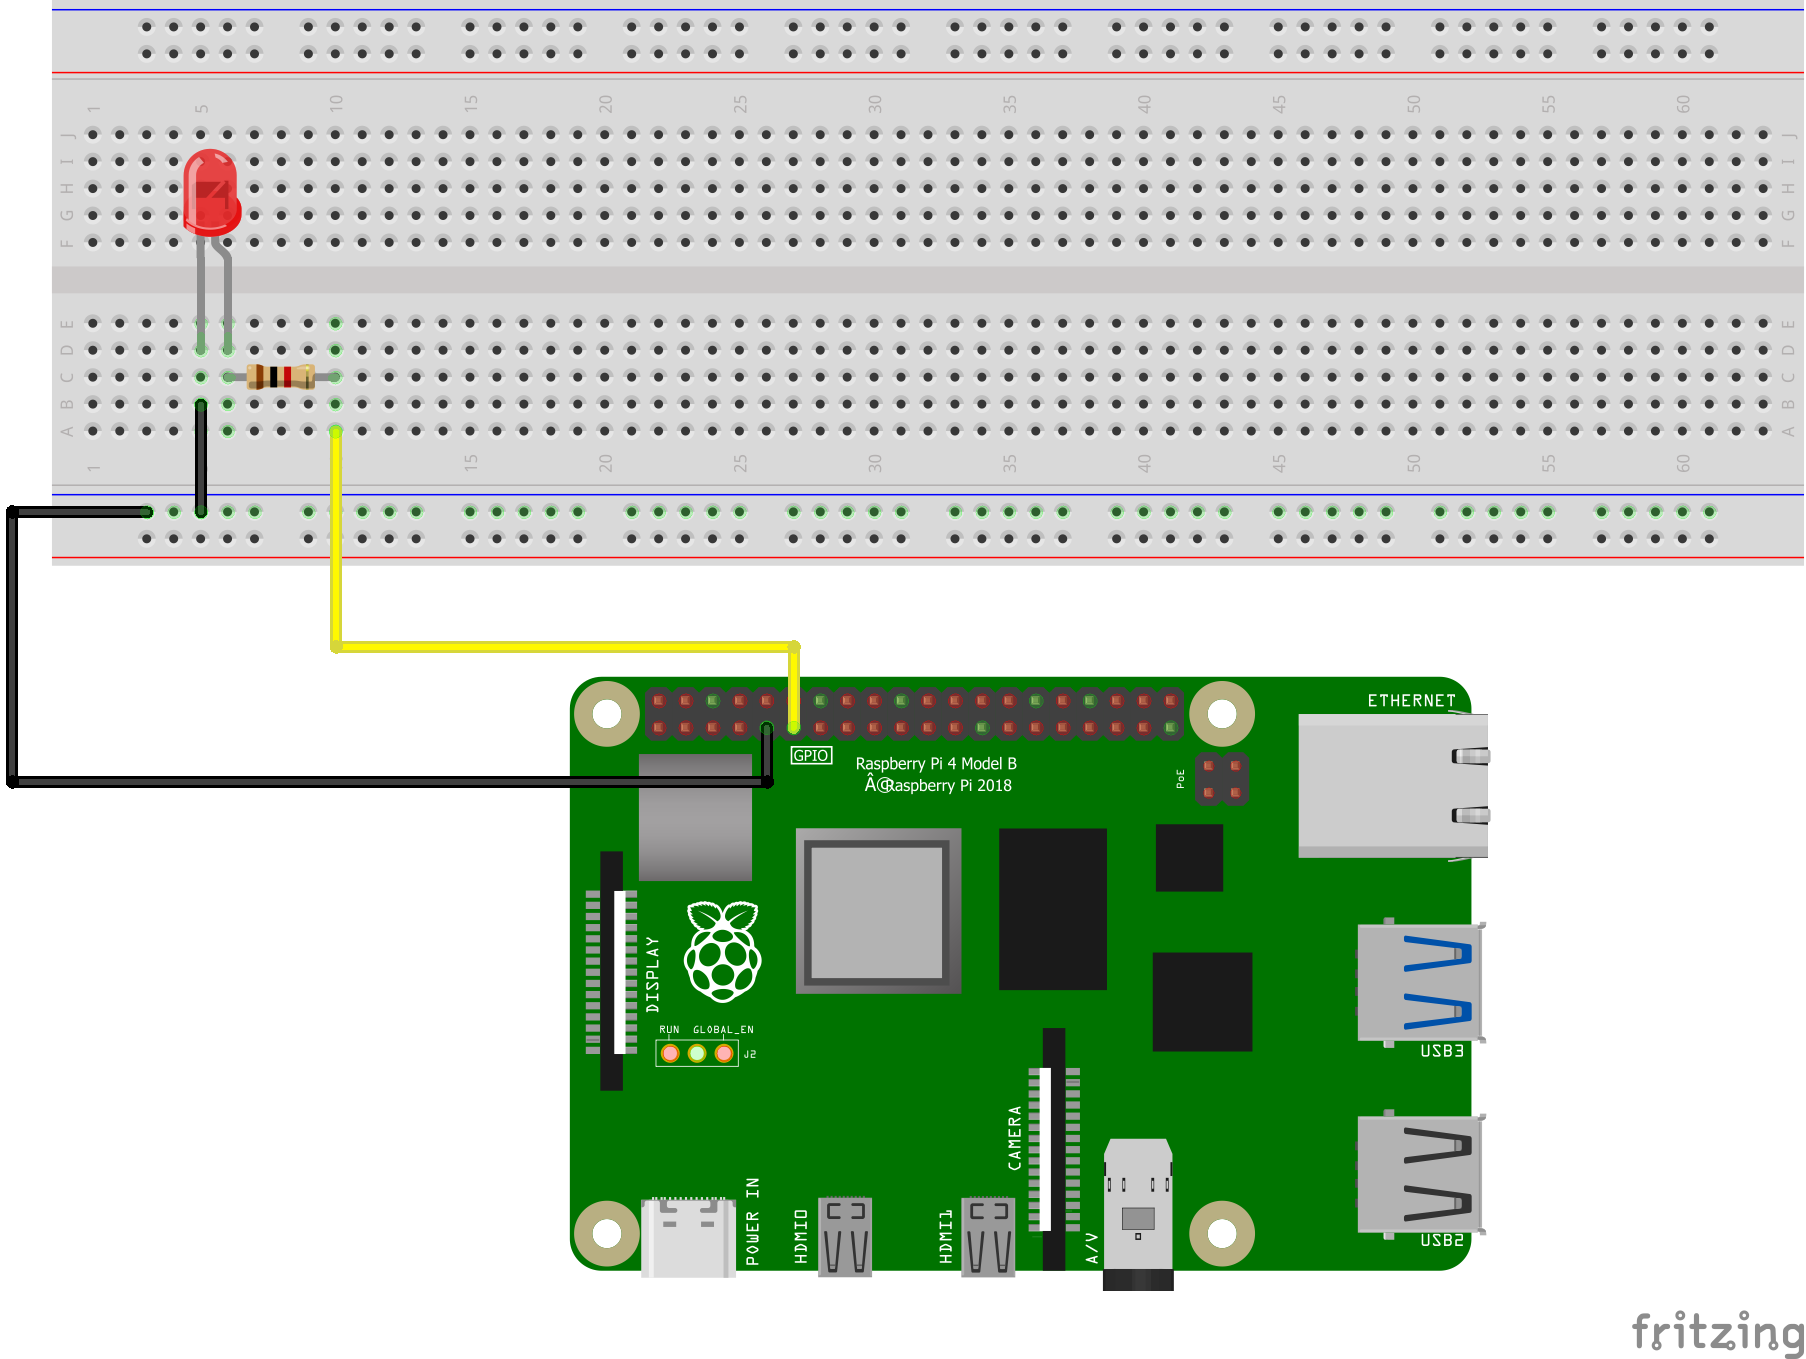 1 5 10 15 20 25 30 35 40 45 50 55 60
J J
I I
H H
G G
F F
E E
D D
C C
B B
A A
1 15 20 25 30 35 40 45 50 55 60
ETHERNET
GPIO
Raspberry Pi 4 Model B
Â©Raspberry Pi 2018
PoE
DISPLAY
RUN GLOBAL_EN
J2
USB3
CAMERA
POWER IN
HDMI0
HDMI1
A/V
USB2
fritzing